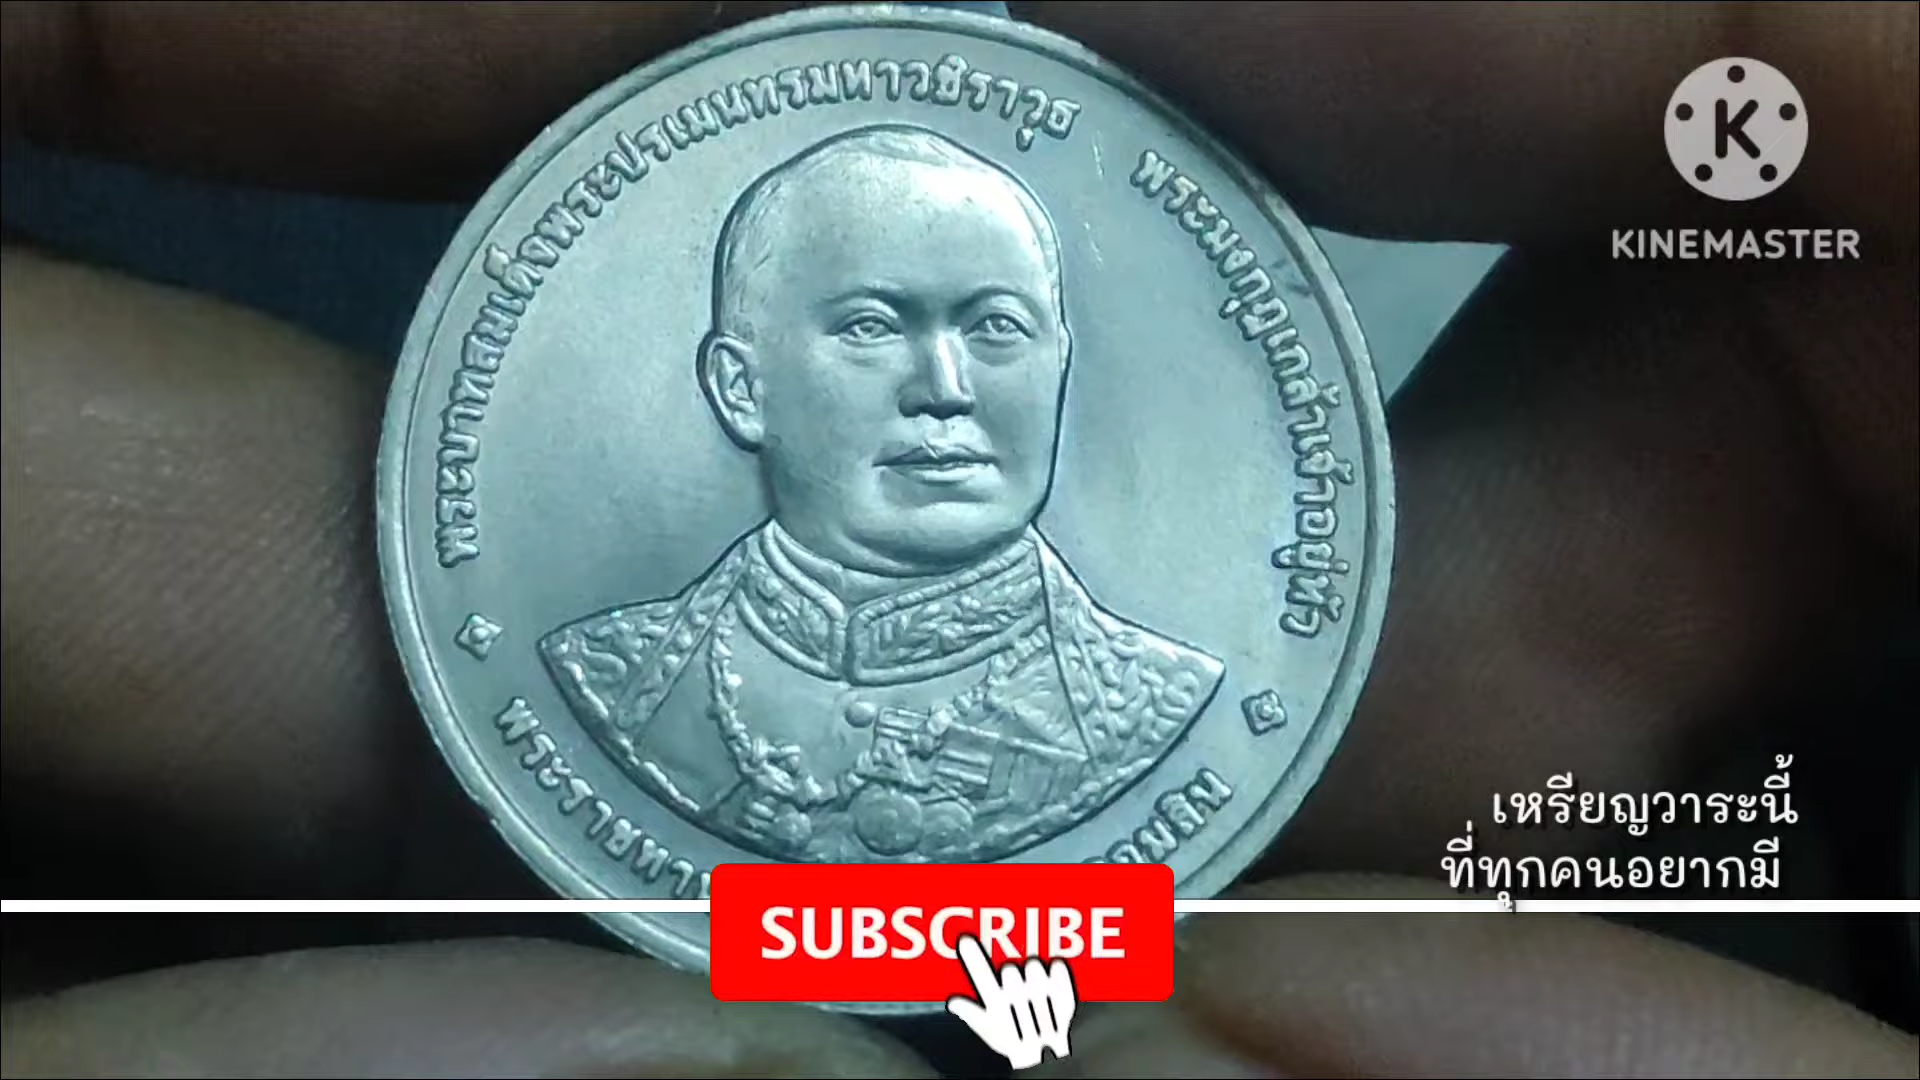 พระบาทสมเด็จพระปรเมนทรมหาวชิราวุธ
พระมงกุฎเกล้าเจ้าอยู่หัว
KINEMASTER
เหรียญวาระนี้
ที่ทุกคนอยากมี
SUBSCRIBE